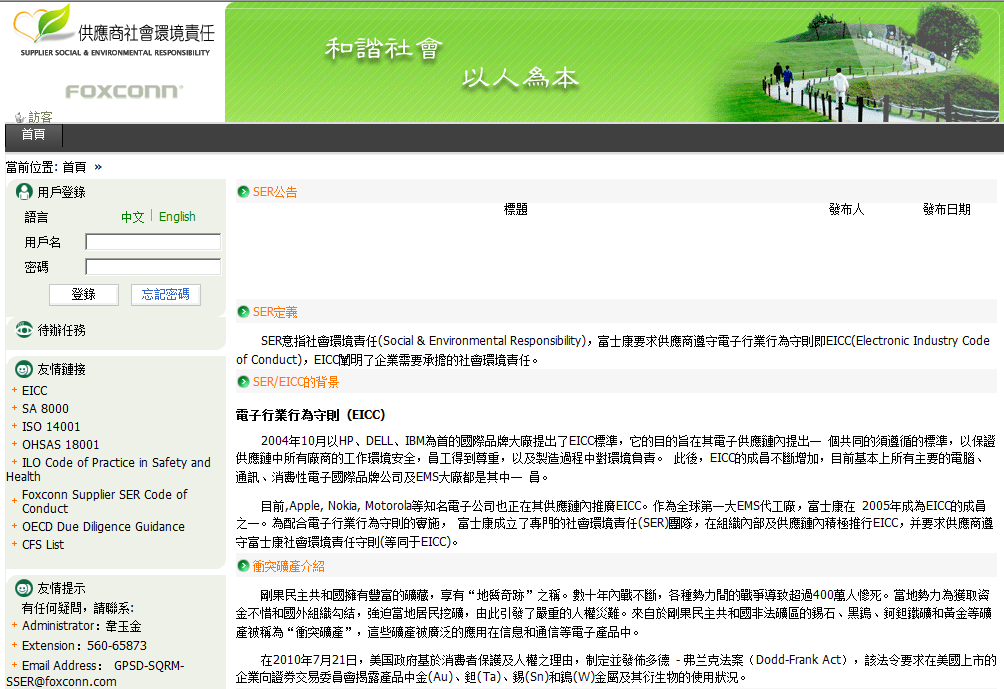 供應商社會環境責任
SUPPLIER SOCIAL & ENVIRONMENTAL RESPONSIBILITY
FOXCONN
和諧社會
以人為本
訪客
首頁
當前位置: 首頁 »
用戶登錄
語言 中文 | English
用戶名
密碼
登錄 忘記密碼
待辦任務
友情鏈接
+ EICC
+ SA 8000
+ ISO 14001
+ OHSAS 18001
+ ILO Code of Practice in Safety and
Health
+ Foxconn Supplier SER Code of
Conduct
+ OECD Due Diligence Guidance
+ CFS List
友情提示
有任何疑問，請聯系:
+ Administrator：韋玉金
+ Extension：560-65873
+ Email Address： GPSD-SQRM-
SSER@foxconn.com
SER公告
標題 發布人 發布日期
SER定義
SER意指社會環境責任(Social & Environmental Responsibility)，富士康要求供應商遵守電子行業行為守則即EICC(Electronic Industry Code
of Conduct)，EICC闡明了企業需要承擔的社會環境責任。
SER/EICC的背景
電子行業行為守則（EICC）
2004年10月以HP、DELL、IBM為首的國際品牌大廠提出了EICC標準，它的目的旨在其電子供應鏈內提出一 個共同的須遵循的標準，以保證
供應鏈中所有廠商的工作環境安全，員工得到尊重，以及製造過程中對環境負責。 此後，EICC的成員不斷增加，目前基本上所有主要的電腦、
通訊、消費性電子國際品牌公司及EMS大廠都是其中一 員。
目前,Apple, Nokia, Motorola等知名電子公司也正在其供應鏈內推廣EICC。作為全球第一大EMS代工廠，富士康在 2005年成為EICC的成員
之一。為配合電子行業行為守則的實施， 富士康成立了專門的社會環境責任(SER)團隊，在組織內部及供應鏈內積極推行EICC，并要求供應商遵
守富士康社會環境責任守則(等同于EICC)。
衝突礦產介紹
剛果民主共和國擁有豐富的礦藏，享有“地質奇跡”之稱。數十年內戰不斷，各種勢力間的戰爭導致超過400萬人慘死。當地勢力為獲取資
金不惜和國外組織勾結，強迫當地居民挖礦，由此引發了嚴重的人權災難。來自於剛果民主共和國非法礦區的錫石、黑鎢、鈳鉭鐵礦和黃金等礦
產被稱為“衝突礦產”，這些礦產被廣泛的應用在信息和通信等電子產品中。
在2010年7月21日，美国政府基於消費者保護及人權之理由，制定並發佈多德 - 弗兰克法案（Dodd-Frank Act），該法令要求在美國上市的
企業向證券交易委員會揭露產品中金(Au)、鉭(Ta)、錫(Sn)和鎢(W)金屬及其衍生物的使用狀況。